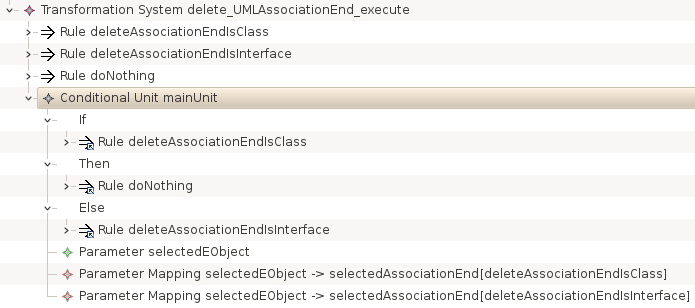 Transformation System delete_UMLAssociationEnd_execute
Rule deleteAssociationEndIsClass
Rule deleteAssociationEndIsInterface
Rule doNothing
Conditional Unit mainUnit
If
Rule deleteAssociationEndIsClass
Then
Rule doNothing
Else
Rule deleteAssociationEndIsInterface
Parameter selectedEObject
Parameter Mapping selectedEObject -> selectedAssociationEnd[deleteAssociationEndIsClass]
Parameter Mapping selectedEObject -> selectedAssociationEnd[deleteAssociationEndIsInterface]